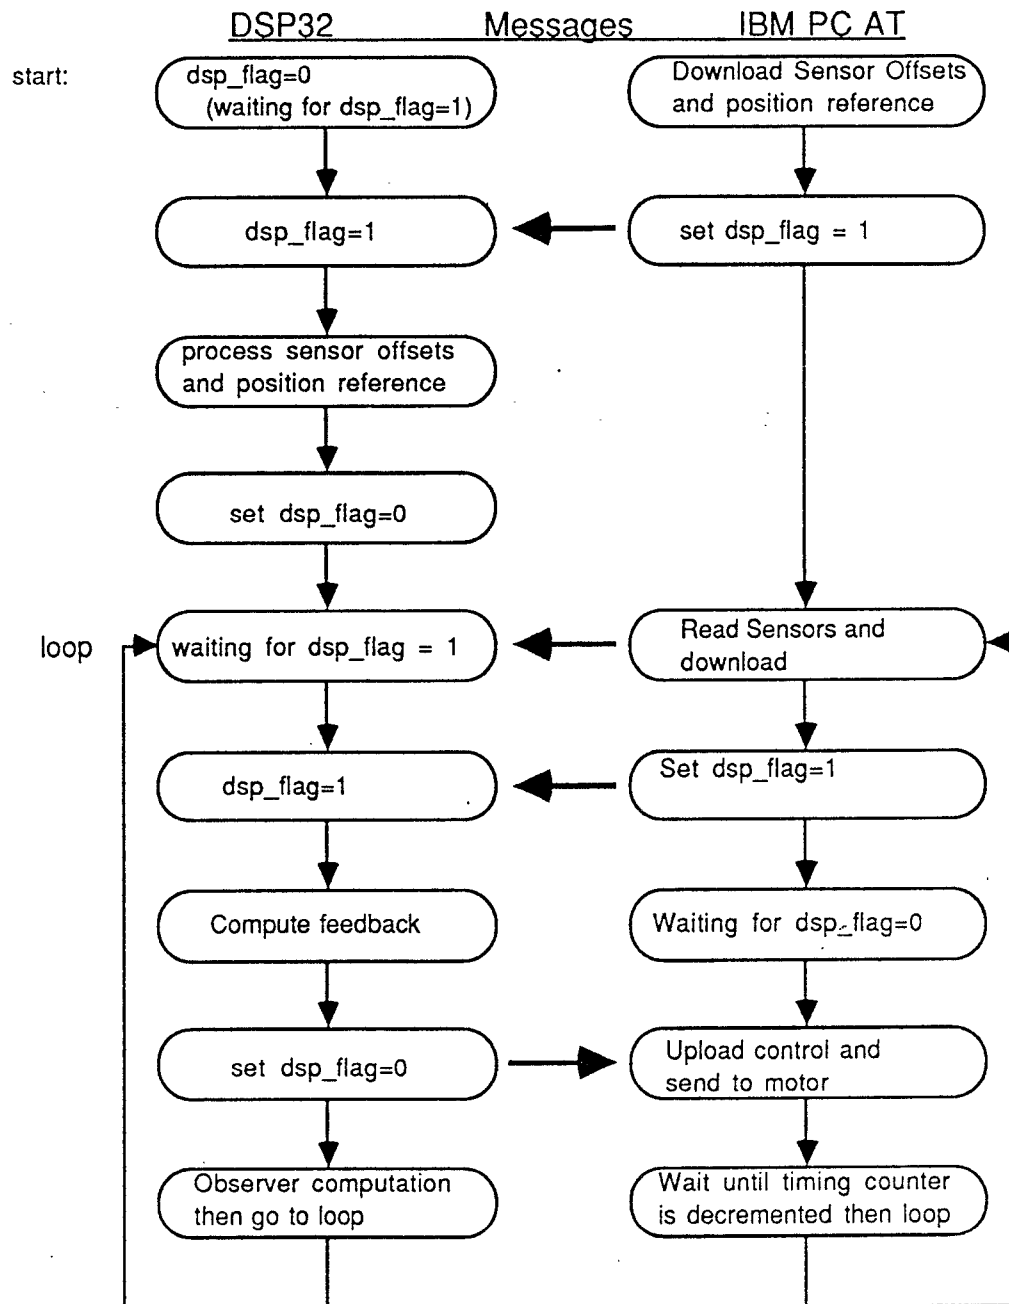 DSP32 Messages IBM PC AT
start:
dsp_flag=0
(waiting for dsp_flag=1)
Download Sensor Offsets
and position reference
dsp_flag=1
set dsp_flag = 1
process sensor offsets
and position reference
set dsp_flag=0
loop
waiting for dsp_flag = 1
Read Sensors and
download
dsp_flag=1
Set dsp_flag=1
Compute feedback
Waiting for dsp_flag=0
set dsp_flag=0
Upload control and
send to motor
Observer computation
then go to loop
Wait until timing counter
is decremented then loop